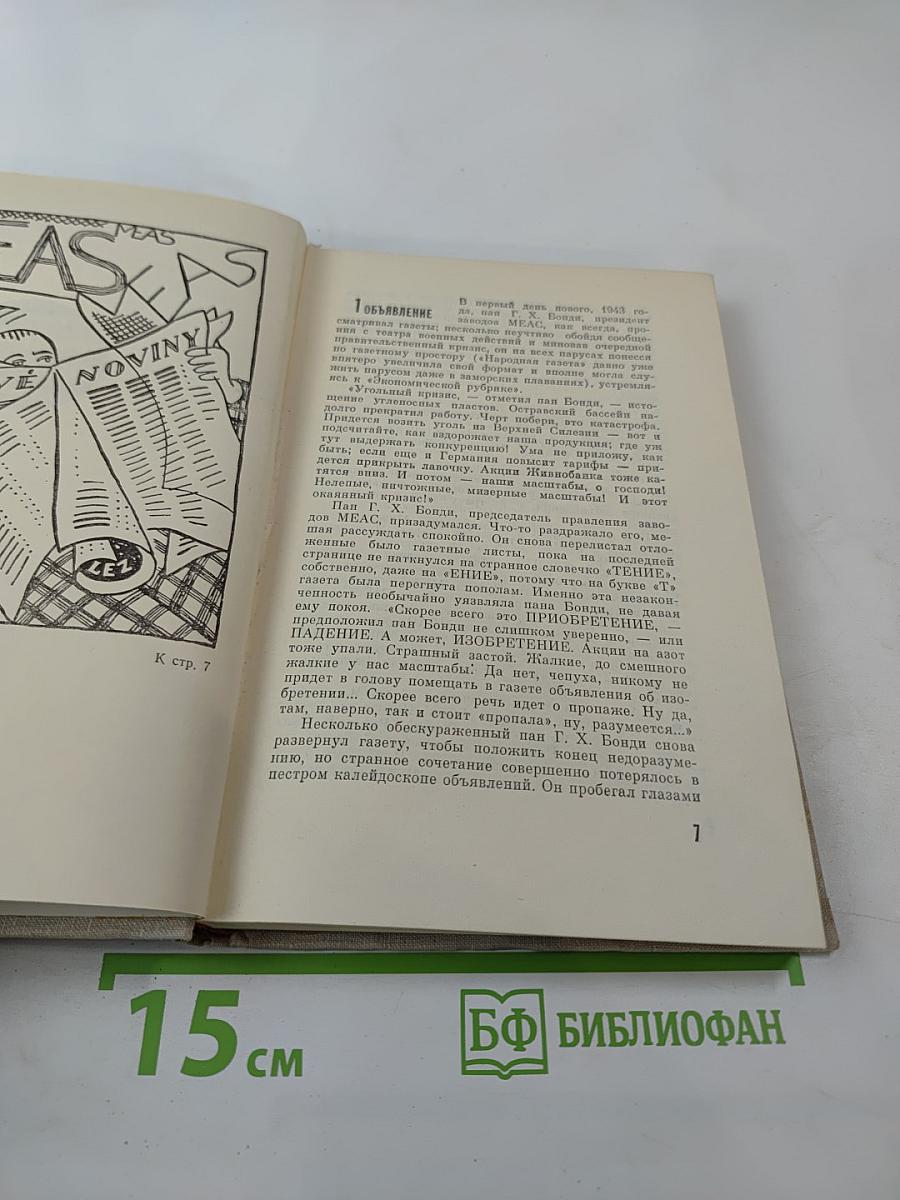 EAS
MEAS
EAS
NOVINY
VÉ
LEZ
К стр. 7
1 ОБЪЯВЛЕНИЕ
В первый день нового, 1943 го-
да, пан Г. Х. Бонди, президент
заводов МЕАС, как всегда, про-
сматривал газеты; несколько неучтиво обойдя сообще-
ния с театра военных действий и миновав очередной
правительственный кризис, он на всех парусах понесся
по газетному простору («Народная газета» давно уже
впятеро увеличила свой формат и вполне могла слу-
жить парусом даже в заморских плаваниях), устремля-
ясь к «Экономической рубрике».
«Угольный кризис, — отметил пан Бонди, — исто-
щение угленосных пластов. Остравский бассейн на-
долго прекратил работу. Черт побери, это катастрофа.
Придется возить уголь из Верхней Силезии — вот и
подсчитайте, как вздорожает наша продукция; где уж
тут выдержать конкуренцию! Ума не приложу, как
быть; если еще и Германия повысит тарифы — при-
дется прикрыть лавочку. Акции Живнобанка тоже ка-
тятся вниз. И потом — наши масштабы, о господи!
Нелепые, ничтожные, мизерные масштабы! И этот
окаянный кризис!»
Пан Г. Х. Бонди, председатель правления заво-
дов МЕАС, призадумался. Что-то раздражало его, ме-
шая рассуждать спокойно. Он снова перелистал отло-
женные было газетные листы, пока на последней
странице не наткнулся на странное словечко «ТЕНИЕ»,
собственно, даже на «ЕНИЕ», потому что на букве «Т»
газета была перегнута пополам. Именно эта незакон-
ченность необычайно уязвляла пана Бонди, не давая
ему покоя. «Скорее всего это ПРИОБРЕТЕНИЕ, —
предположил пан Бонди не слишком уверенно, — или
ПАДЕНИЕ. А может, ИЗОБРЕТЕНИЕ. Акции на азот
тоже упали. Страшный застой. Жалкие, до смешного
жалкие у нас масштабы. Да нет, чепуха, никому не
придет в голову помещать в газете объявления об изо-
бретении... Скорее всего речь идет о пропаже. Ну да,
там, наверно, так и стоит «пропала», ну, разумеется...»
Несколько обескураженный пан Г. Х. Бонди снова
развернул газету, чтобы положить конец недоразуме-
нию, но странное сочетание совершенно потерялось в
пестром калейдоскопе объявлений. Он пробегал глазами
7
15 см
БФ БИБЛИОФАН